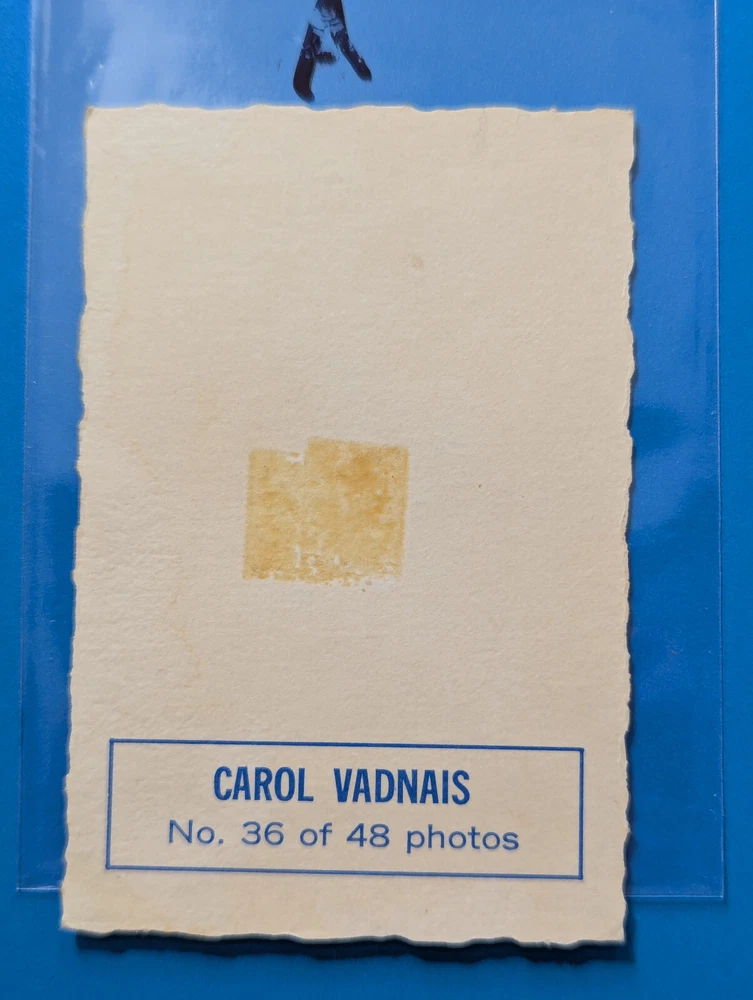 A
CAROL VADNAIS
No. 36 of 48 photos